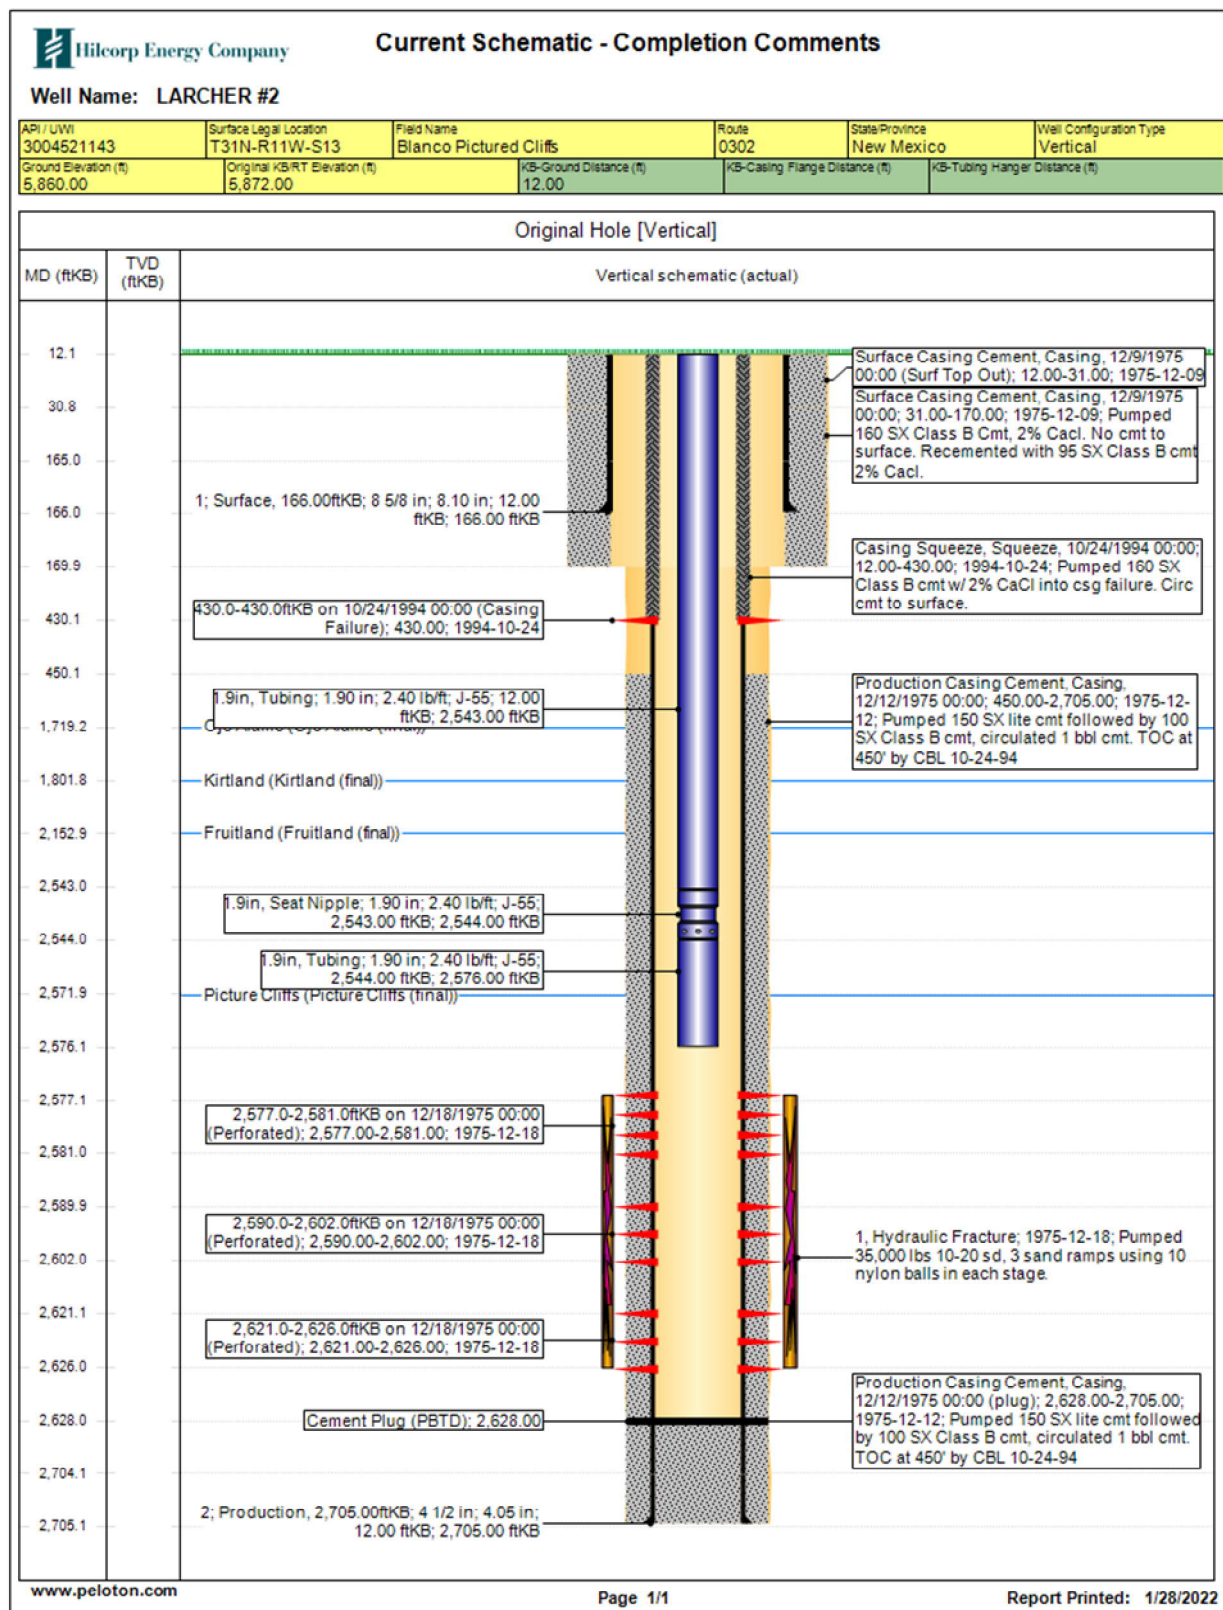 Hilcorp Energy Company
Current Schematic - Completion Comments
Well Name: LARCHER #2
API / UWI
3004521143
Surface Legal Location
T31N-R11W-S13
Field Name
Blanco Pictured Cliffs
Route
0302
State/Province
New Mexico
Well Configuration Type
Vertical
Ground Elevation (ft)
5,860.00
Original KB/RT Elevation (ft)
5,872.00
KB-Ground Distance (ft)
12.00
KB-Casing Flange Distance (ft)
KB-Tubing Hanger Distance (ft)
Original Hole [Vertical]
MD (ftKB)
TVD
(ftKB)
Vertical schematic (actual)
12.1
Surface Casing Cement, Casing, 12/9/1975
00:00 (Surf Top Out); 12.00-31.00; 1975-12-09
30.8
Surface Casing Cement, Casing, 12/9/1975
00:00; 31.00-170.00; 1975-12-09; Pumped
160 SX Class B Cmt, 2% Cacl. No cmt to
surface. Recemented with 95 SX Class B cmt
2% Cacl.
165.0
166.0
1; Surface, 166.00ftKB; 8 5/8 in; 8.10 in; 12.00
ftKB; 166.00 ftKB
169.9
Casing Squeeze, Squeeze, 10/24/1994 00:00;
12.00-430.00; 1994-10-24; Pumped 160 SX
Class B cmt w/ 2% CaCl into csg failure. Circ
cmt to surface.
430.1
430.0-430.0ftKB on 10/24/1994 00:00 (Casing
Failure); 430.00; 1994-10-24
450.1
1.9in, Tubing; 1.90 in; 2.40 lb/ft; J-55; 12.00
ftKB; 2,543.00 ftKB
Production Casing Cement, Casing,
12/12/1975 00:00; 450.00-2,705.00; 1975-12-
12; Pumped 150 SX lite cmt followed by 100
SX Class B cmt, circulated 1 bbl cmt. TOC at
450' by CBL 10-24-94
1,719.2
1,801.8
Kirtland (Kirtland (final))
2,152.9
Fruitland (Fruitland (final))
2,543.0
1.9in, Seat Nipple; 1.90 in; 2.40 lb/ft; J-55;
2,543.00 ftKB; 2,544.00 ftKB
2,544.0
1.9in, Tubing; 1.90 in; 2.40 lb/ft; J-55;
2,544.00 ftKB; 2,576.00 ftKB
2,571.9
Picture Cliffs (Picture Cliffs (final))
2,576.1
2,577.1
2,577.0-2,581.0ftKB on 12/18/1975 00:00
(Perforated); 2,577.00-2,581.00; 1975-12-18
2,581.0
2,589.9
2,590.0-2,602.0ftKB on 12/18/1975 00:00
(Perforated); 2,590.00-2,602.00; 1975-12-18
2,602.0
1, Hydraulic Fracture; 1975-12-18; Pumped
35,000 lbs 10-20 sd, 3 sand ramps using 10
nylon balls in each stage.
2,621.1
2,621.0-2,626.0ftKB on 12/18/1975 00:00
(Perforated); 2,621.00-2,626.00; 1975-12-18
2,626.0
Production Casing Cement, Casing,
12/12/1975 00:00 (plug); 2,628.00-2,705.00;
1975-12-12; Pumped 150 SX lite cmt followed
by 100 SX Class B cmt, circulated 1 bbl cmt.
TOC at 450' by CBL 10-24-94
Cement Plug (PBTD); 2,628.00
2,628.0
2,704.1
2; Production, 2,705.00ftKB; 4 1/2 in; 4.05 in;
12.00 ftKB; 2,705.00 ftKB
2,705.1
www.peloton.com
Page 1/1
Report Printed: 1/28/2022